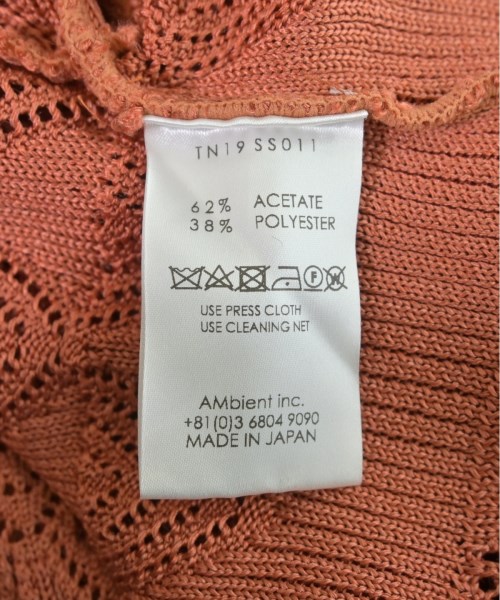 TN19SS011
62% ACETATE
38% POLYESTER
F W
USE PRESS CLOTH
USE CLEANING NET
AMbient inc.
+81(0)3 6804 9090
MADE IN JAPAN